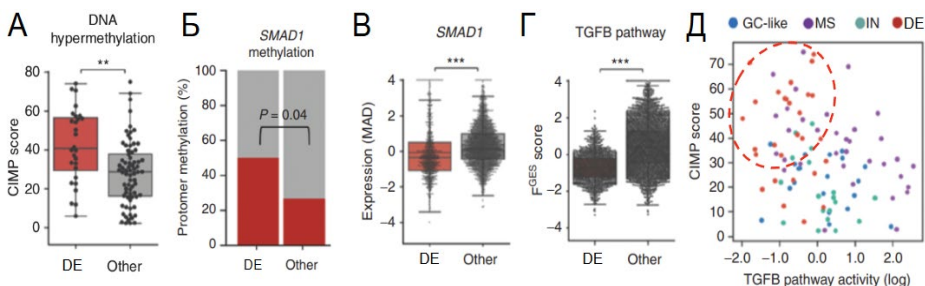 А
DNA
hypermethylation
**
CIMP score
80
60
40
20
0
DE
Other
Б
SMAD1
methylation
Protomer methylation (%)
100
80
60
40
20
0
P = 0.04
DE
Other
В
SMAD1
***
Expression (MAD)
4
2
0
−2
−4
DE
Other
Г
TGFB pathway
***
FGES score
4
2
0
−2
−4
DE
Other
Д
GC-like
MS
IN
DE
CIMP score
80
70
60
50
40
30
20
10
0
−2.0
−1.0
0.0
1.0
2.0
TGFB pathway activity (log)